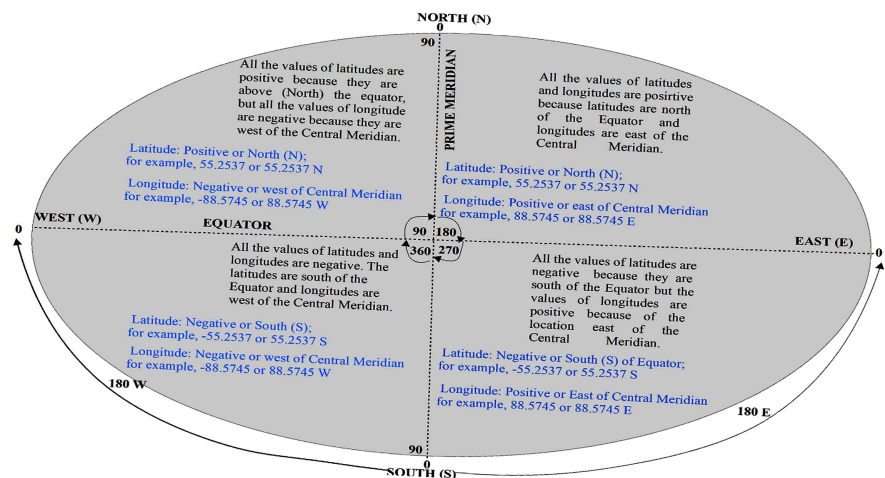 NORTH (N)
0
90
PRIME MERIDIAN
All the values of latitudes are
positive because they are
above (North) the equator,
but all the values of longitude
are negative because they are
west of the Central Meridian.
Latitude: Positive or North (N);
for example, 55.2537 or 55.2537 N
Longitude: Negative or west of Central Meridian
for example, -88.5745 or 88.5745 W
All the values of latitudes
and longitudes are posirtive
because latitudes are north
of the Equator and
longitudes are east of the
Central Meridian.
Latitude: Positive or North (N);
for example, 55.2537 or 55.2537 N
Longitude: Positive or east of Central Meridian
for example, 88.5745 or 88.5745 E
0
WEST (W)
EQUATOR
90
180
360
270
EAST (E)
0
All the values of latitudes and
longitudes are negative. The
latitudes are south of the
Equator and longitudes are
west of the Central Meridian.
Latitude: Negative or South (S);
for example, -55.2537 or 55.2537 S
Longitude: Negative or west of Central Meridian
for example, -88.5745 or 88.5745 W
All the values of latitudes are
negative because they are
south of the Equator but the
values of longitudes are
positive because of the
location east of the
Central Meridian.
Latitude: Negative or South (S) of Equator;
for example, -55.2537 or 55.2537 S
Longitude: Positive or East of Central Meridian
for example, 88.5745 or 88.5745 E
180 W
180 E
90
0
SOUTH (S)